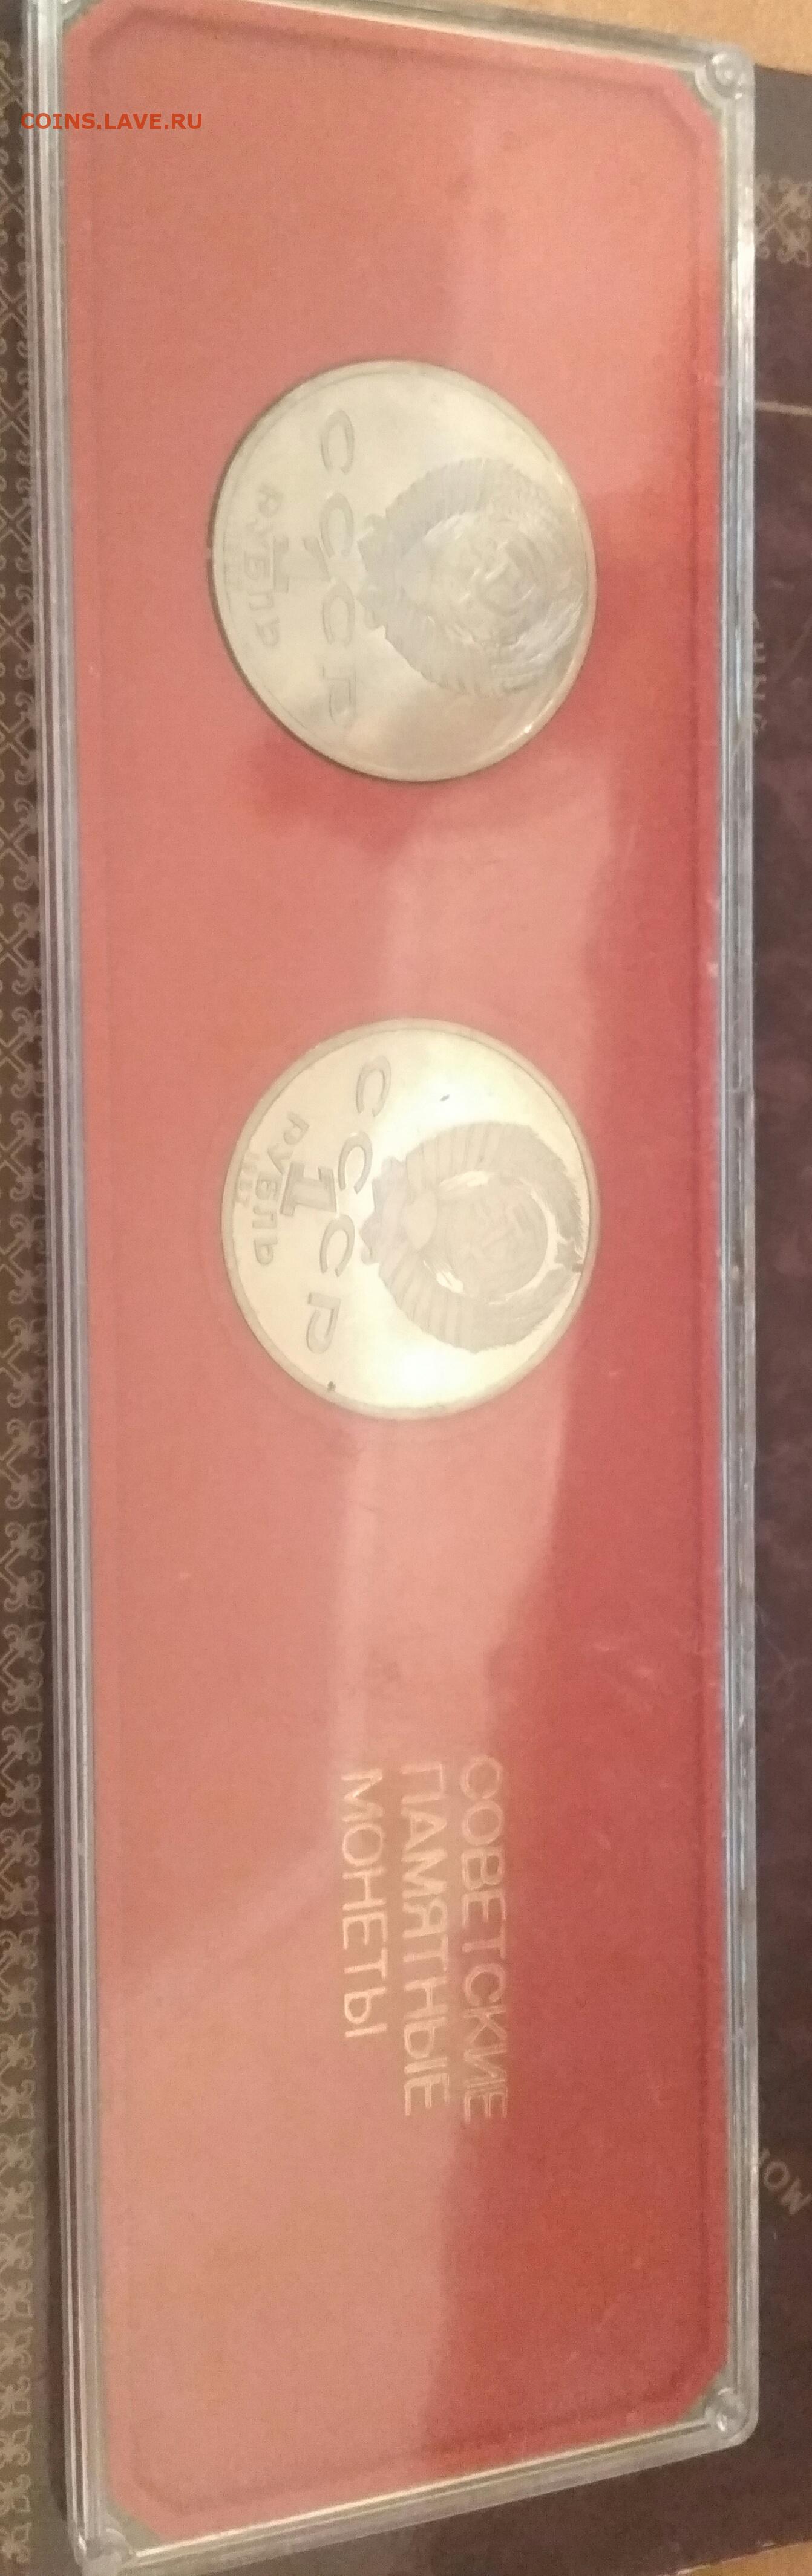 COINS.LAVE.RU
СССР
1
РУБЛЬ
СССР
1
РУБЛЬ
СОВЕТСКИЕ
ПАМЯТНЫЕ
МОНЕТЫ